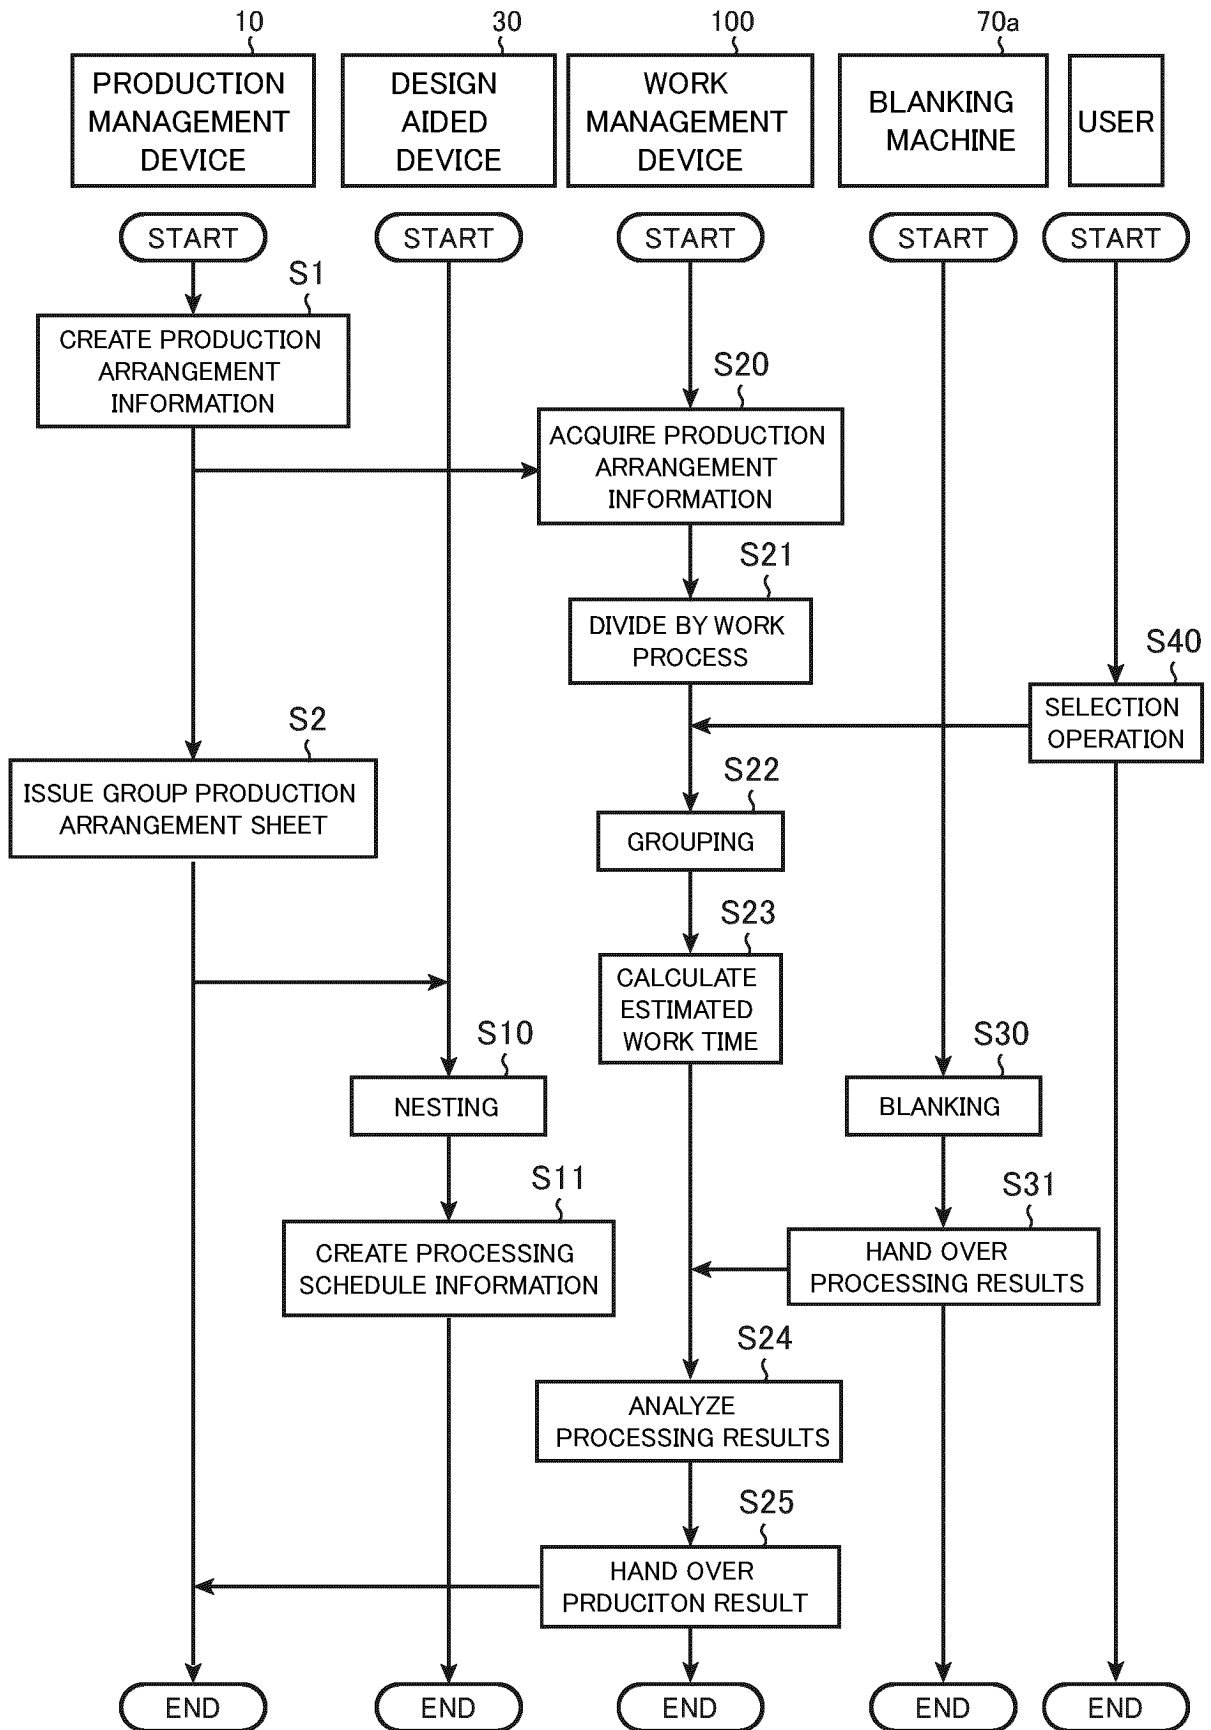 10
30
100
70a
PRODUCTION
MANAGEMENT
DEVICE
DESIGN
AIDED
DEVICE
WORK
MANAGEMENT
DEVICE
BLANKING
MACHINE
USER
START
START
START
START
START
S1
CREATE PRODUCTION
ARRANGEMENT
INFORMATION
S20
ACQUIRE PRODUCTION
ARRANGEMENT
INFORMATION
S21
DIVIDE BY WORK
PROCESS
S40
SELECTION
OPERATION
S2
ISSUE GROUP PRODUCTION
ARRANGEMENT SHEET
S22
GROUPING
S23
CALCULATE
ESTIMATED
WORK TIME
S10
NESTING
S30
BLANKING
S11
CREATE PROCESSING
SCHEDULE INFORMATION
S31
HAND OVER
PROCESSING RESULTS
S24
ANALYZE
PROCESSING RESULTS
S25
HAND OVER
PRDUCITON RESULT
END
END
END
END
END